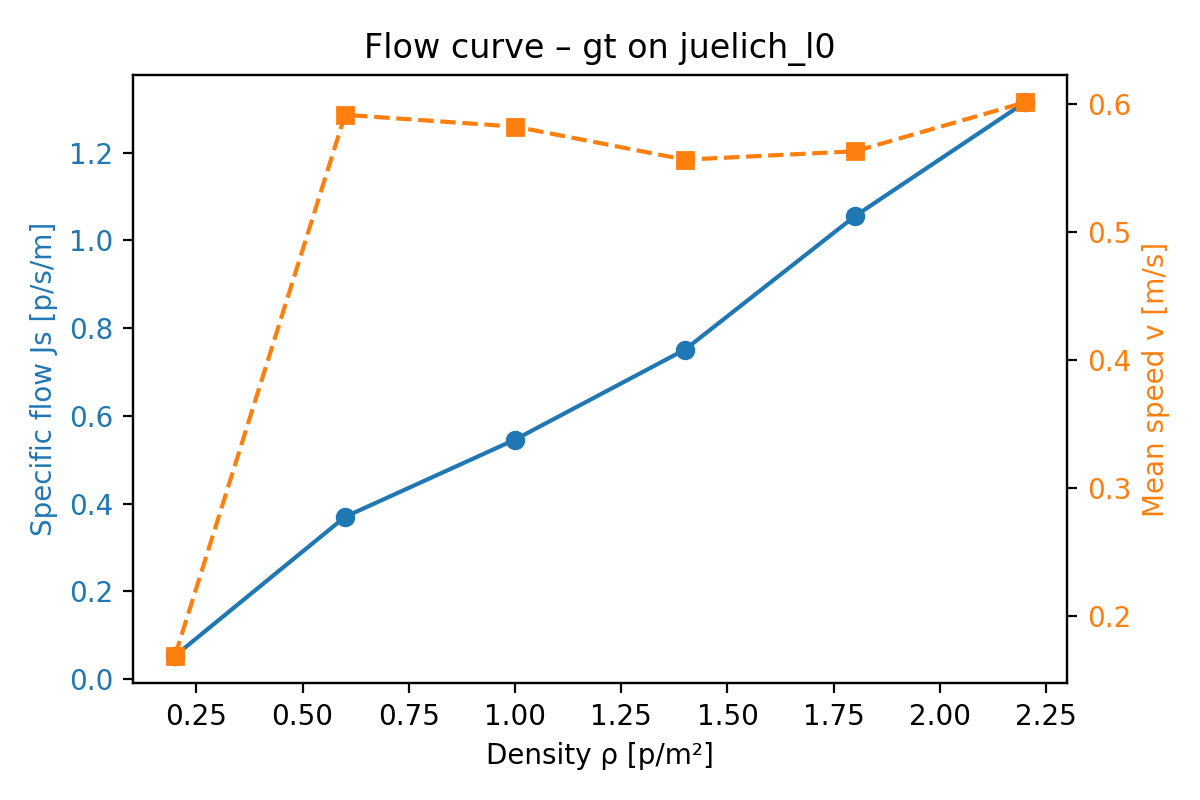 Flow curve – gt on juelich_l0
Specific flow Js [p/s/m]
1.2
1.0
0.8
0.6
0.4
0.2
0.0
0.6
0.5
0.4
0.3
0.2
Mean speed v [m/s]
0.25 0.50 0.75 1.00 1.25 1.50 1.75 2.00 2.25
Density ρ [p/m²]